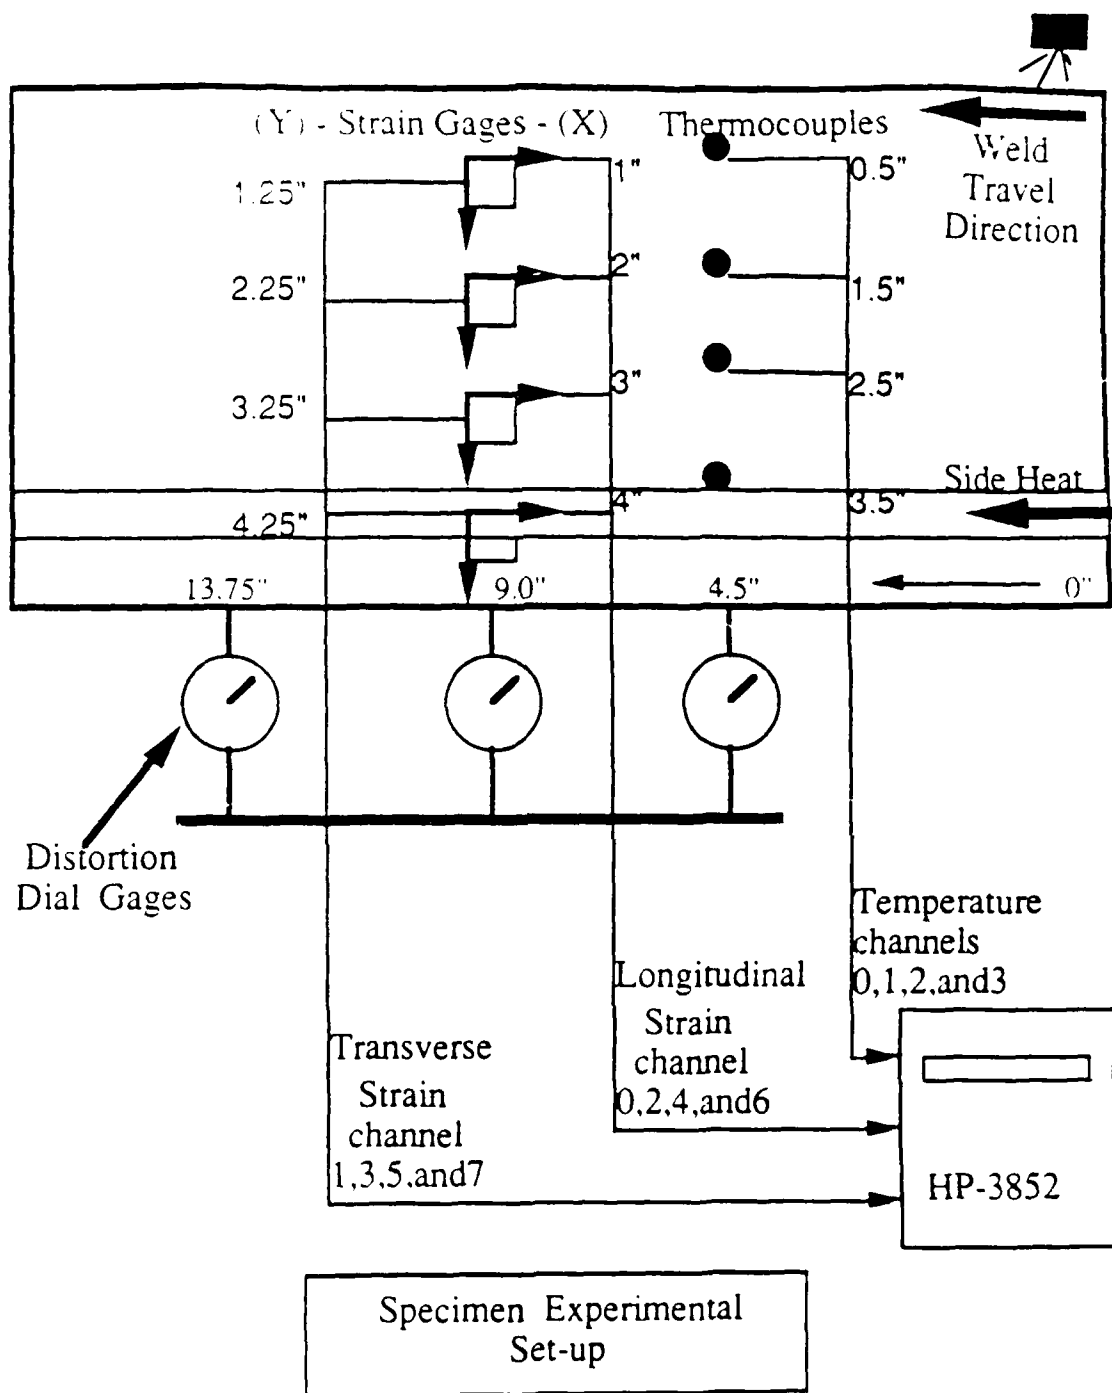 (Y) - Strain Gages - (X)
Thermocouples
Weld
Travel
Direction
1"
0.5"
1.25"
2"
2.25"
1.5"
3"
2.5"
3.25"
Side Heat
4"
3.5"
4.25"
13.75"
9.0"
4.5"
0"
Distortion
Dial Gages
Temperature
channels
0,1,2,and3
Longitudinal
Strain
channel
0,2,4,and6
Transverse
Strain
channel
1,3,5,and7
HP-3852
Specimen Experimental
Set-up